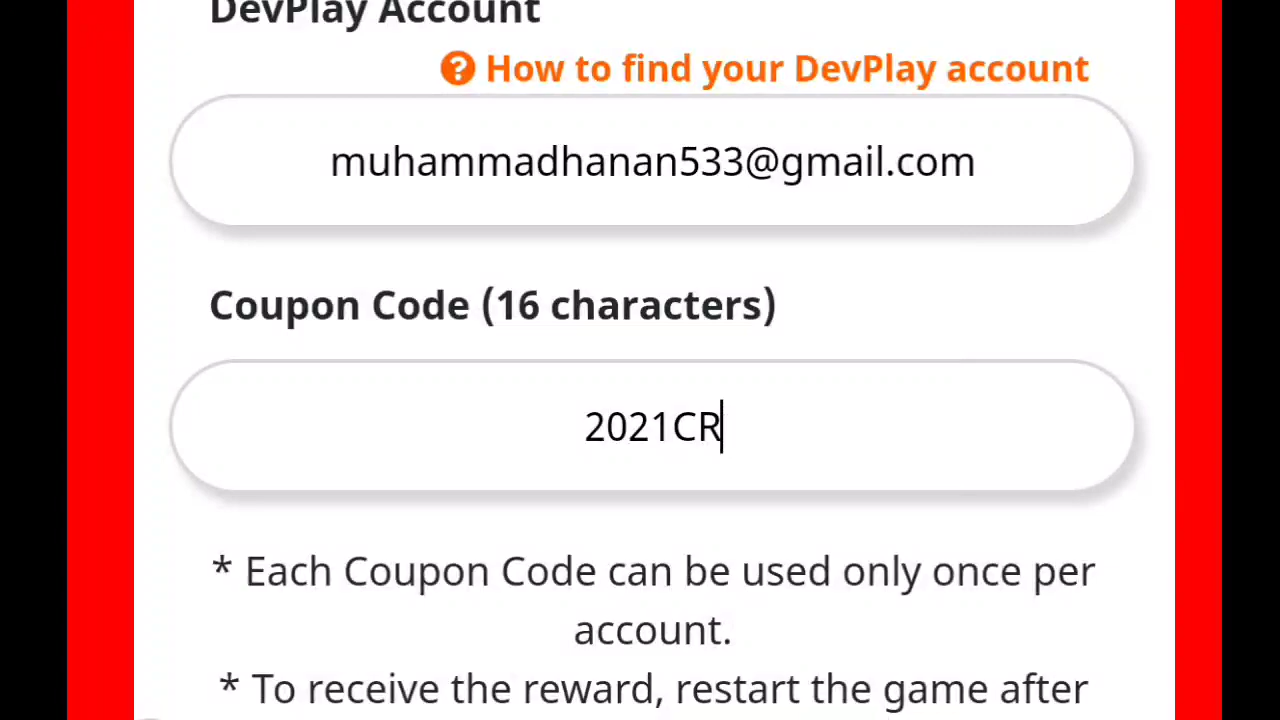 DevPlay Account
How to find your DevPlay account
muhammadhanan533@gmail.com
Coupon Code (16 characters)
2021CR
* Each Coupon Code can be used only once per
account.
* To receive the reward, restart the game after